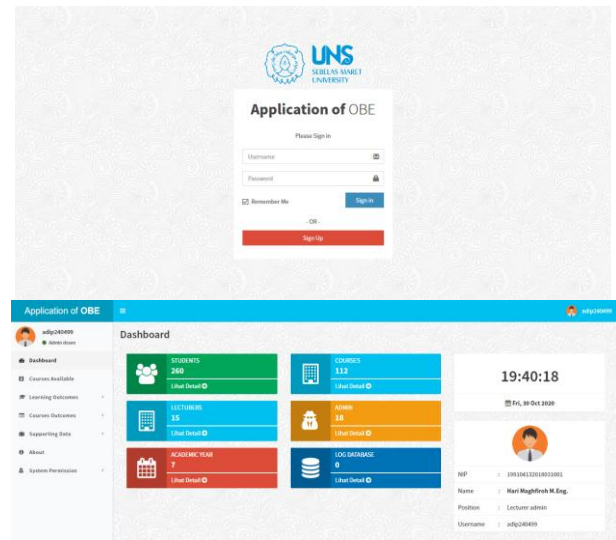 UNS
SEBELAS MARET
UNIVERSITY
Application of OBE
Please Sign in
Username
Password
Remember Me
Sign in
- OR -
Sign Up
Application of OBE
adip240499
adip240499
Admin dosen
Dashboard
Courses Available
Learning Outcomes
Courses Outcomes
Supporting Data
About
System Permission
Dashboard
STUDENTS
260
Lihat Detail
COURSES
112
Lihat Detail
LECTURERS
15
Lihat Detail
ADMIN
18
Lihat Detail
ACADEMIC YEAR
7
Lihat Detail
LOG DATABASE
0
Lihat Detail
19:40:18
Fri, 30 Oct 2020
NIP :
Name : Hari Maghfiroh M.Eng.
Position : Lecturer admin
Username : adip240499